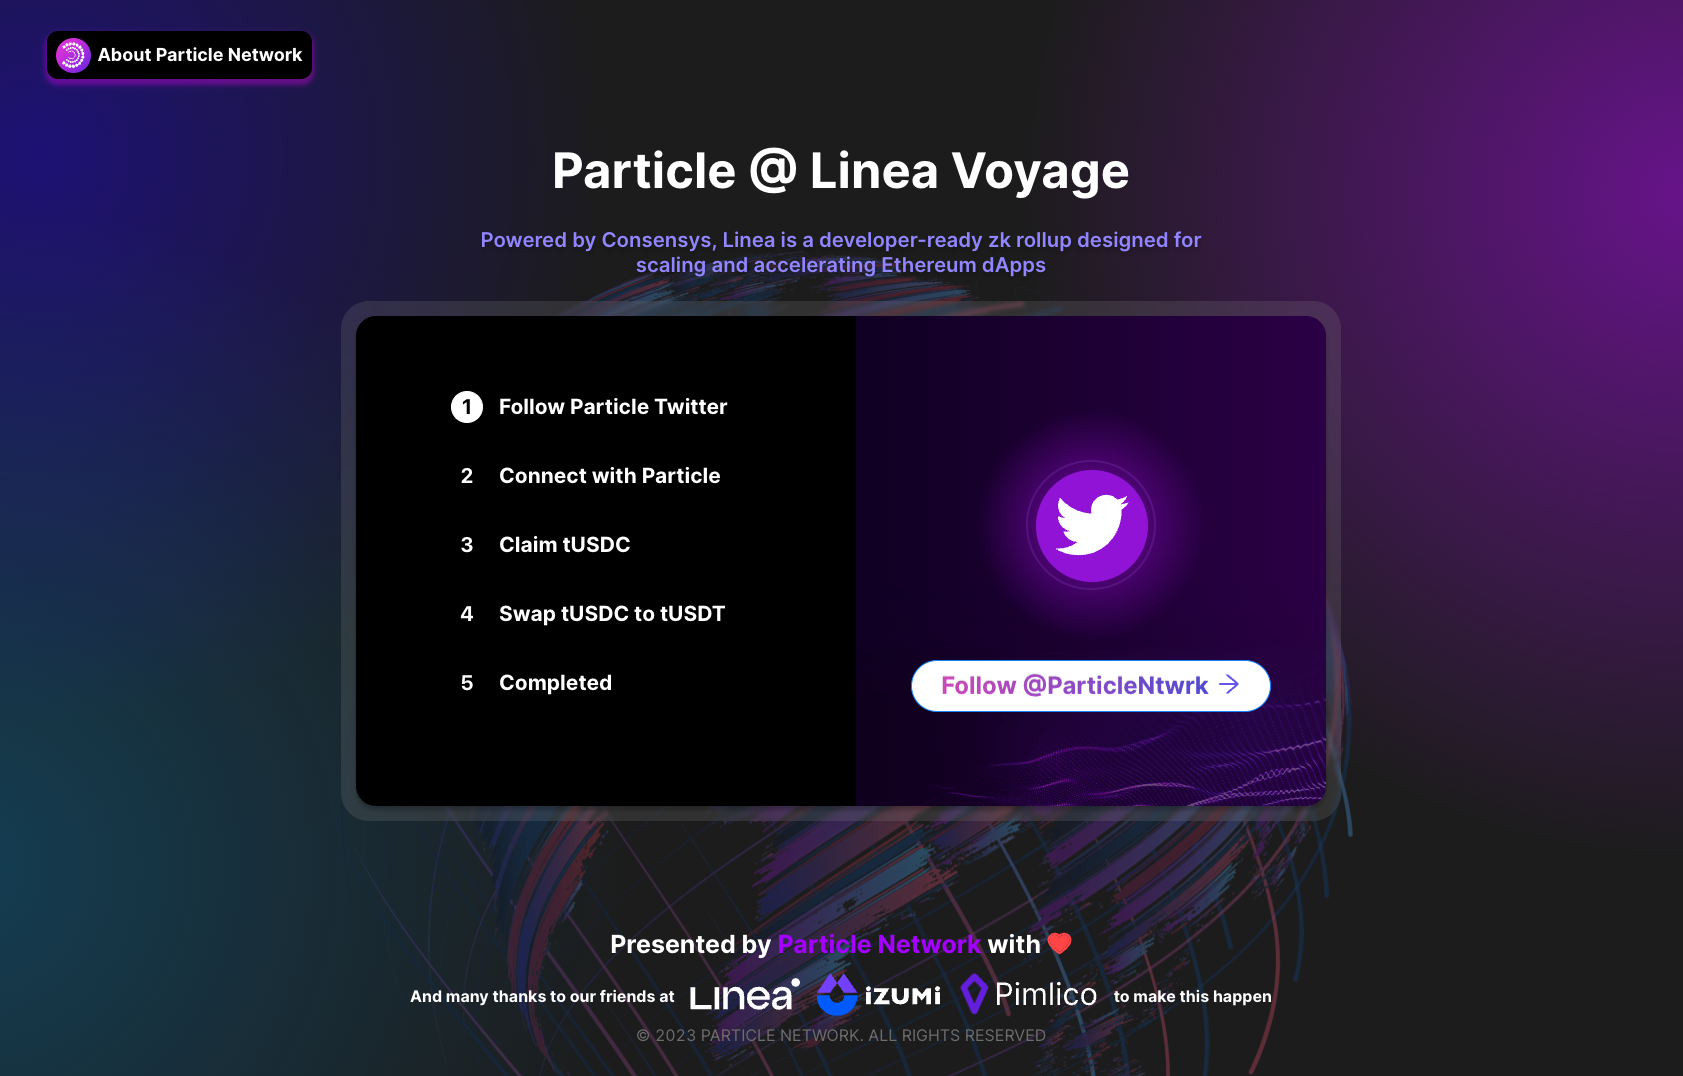 About Particle Network
Particle @ Linea Voyage
Powered by Consensys, Linea is a developer-ready zk rollup designed for
scaling and accelerating Ethereum dApps
1 Follow Particle Twitter
2 Connect with Particle
3 Claim tUSDC
4 Swap tUSDC to tUSDT
5 Completed
Follow @ParticleNtwrk →
Presented by Particle Network with ❤️
And many thanks to our friends at Linea iZUMi Pimlico to make this happen
© 2023 PARTICLE NETWORK. ALL RIGHTS RESERVED